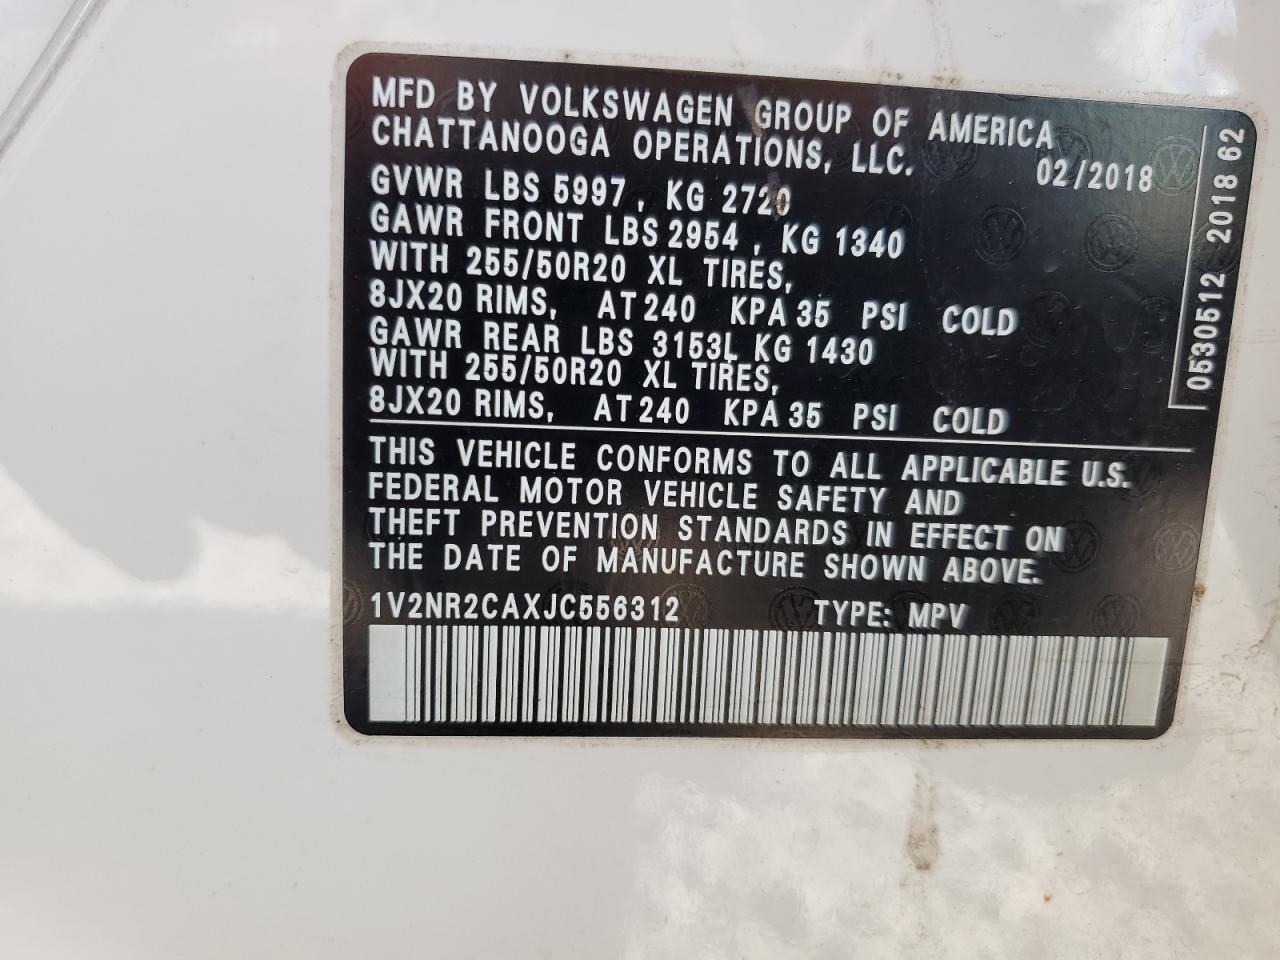 MFD BY VOLKSWAGEN GROUP OF AMERICA
CHATTANOOGA OPERATIONS, LLC.
02/2018
GVWR LBS 5997, KG 2720
GAWR FRONT LBS 2954, KG 1340
WITH 255/50R20 XL TIRES,
8JX20 RIMS, AT 240 KPA 35 PSI COLD
GAWR REAR LBS 3153L KG 1430
WITH 255/50R20 XL TIRES,
8JX20 RIMS, AT 240 KPA 35 PSI COLD
THIS VEHICLE CONFORMS TO ALL APPLICABLE U.S.
FEDERAL MOTOR VEHICLE SAFETY AND
THEFT PREVENTION STANDARDS IN EFFECT ON
THE DATE OF MANUFACTURE SHOWN ABOVE.
1V2NR2CAXJC556312 TYPE: MPV
0530512 2018 62